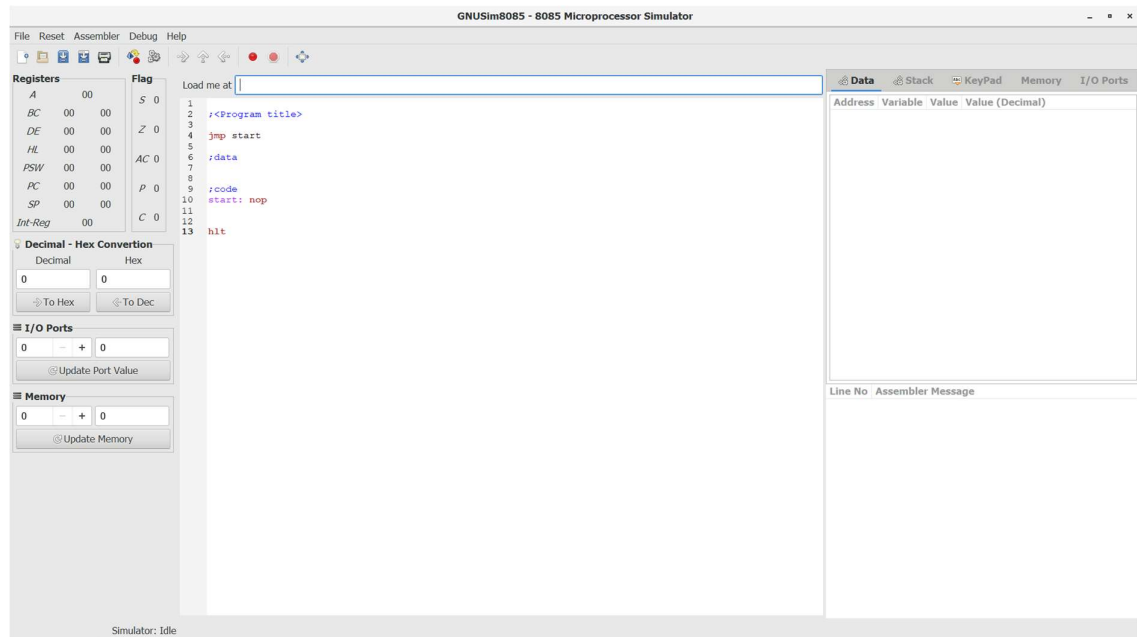 GNUSim8085 - 8085 Microprocessor Simulator
File Reset Assembler Debug Help
Registers
A 00
BC 00 00
DE 00 00
HL 00 00
PSW 00 00
PC 00 00
SP 00 00
Int-Reg 00
Flag
S 0
Z 0
AC 0
P 0
C 0
Decimal - Hex Convertion
Decimal Hex
0 0
To Hex To Dec
I/O Ports
0 - + 0
Update Port Value
Memory
0 - + 0
Update Memory
Load me at
1
2 ;<Program title>
3
4 jmp start
5
6 ;data
7
8
9 ;code
10 start: nop
11
12
13 hlt
Data Stack KeyPad Memory I/O Ports
Address Variable Value Value (Decimal)
Line No Assembler Message
Simulator: Idle